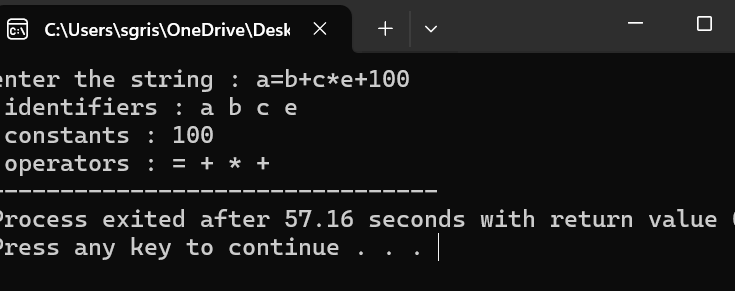 C:\Users\sgris\OneDrive\Desk
enter the string : a=b+c*e+100
identifiers : a b c e
constants : 100
operators : = + * +
--------------------------------
Process exited after 57.16 seconds with return value 0
Press any key to continue . . .